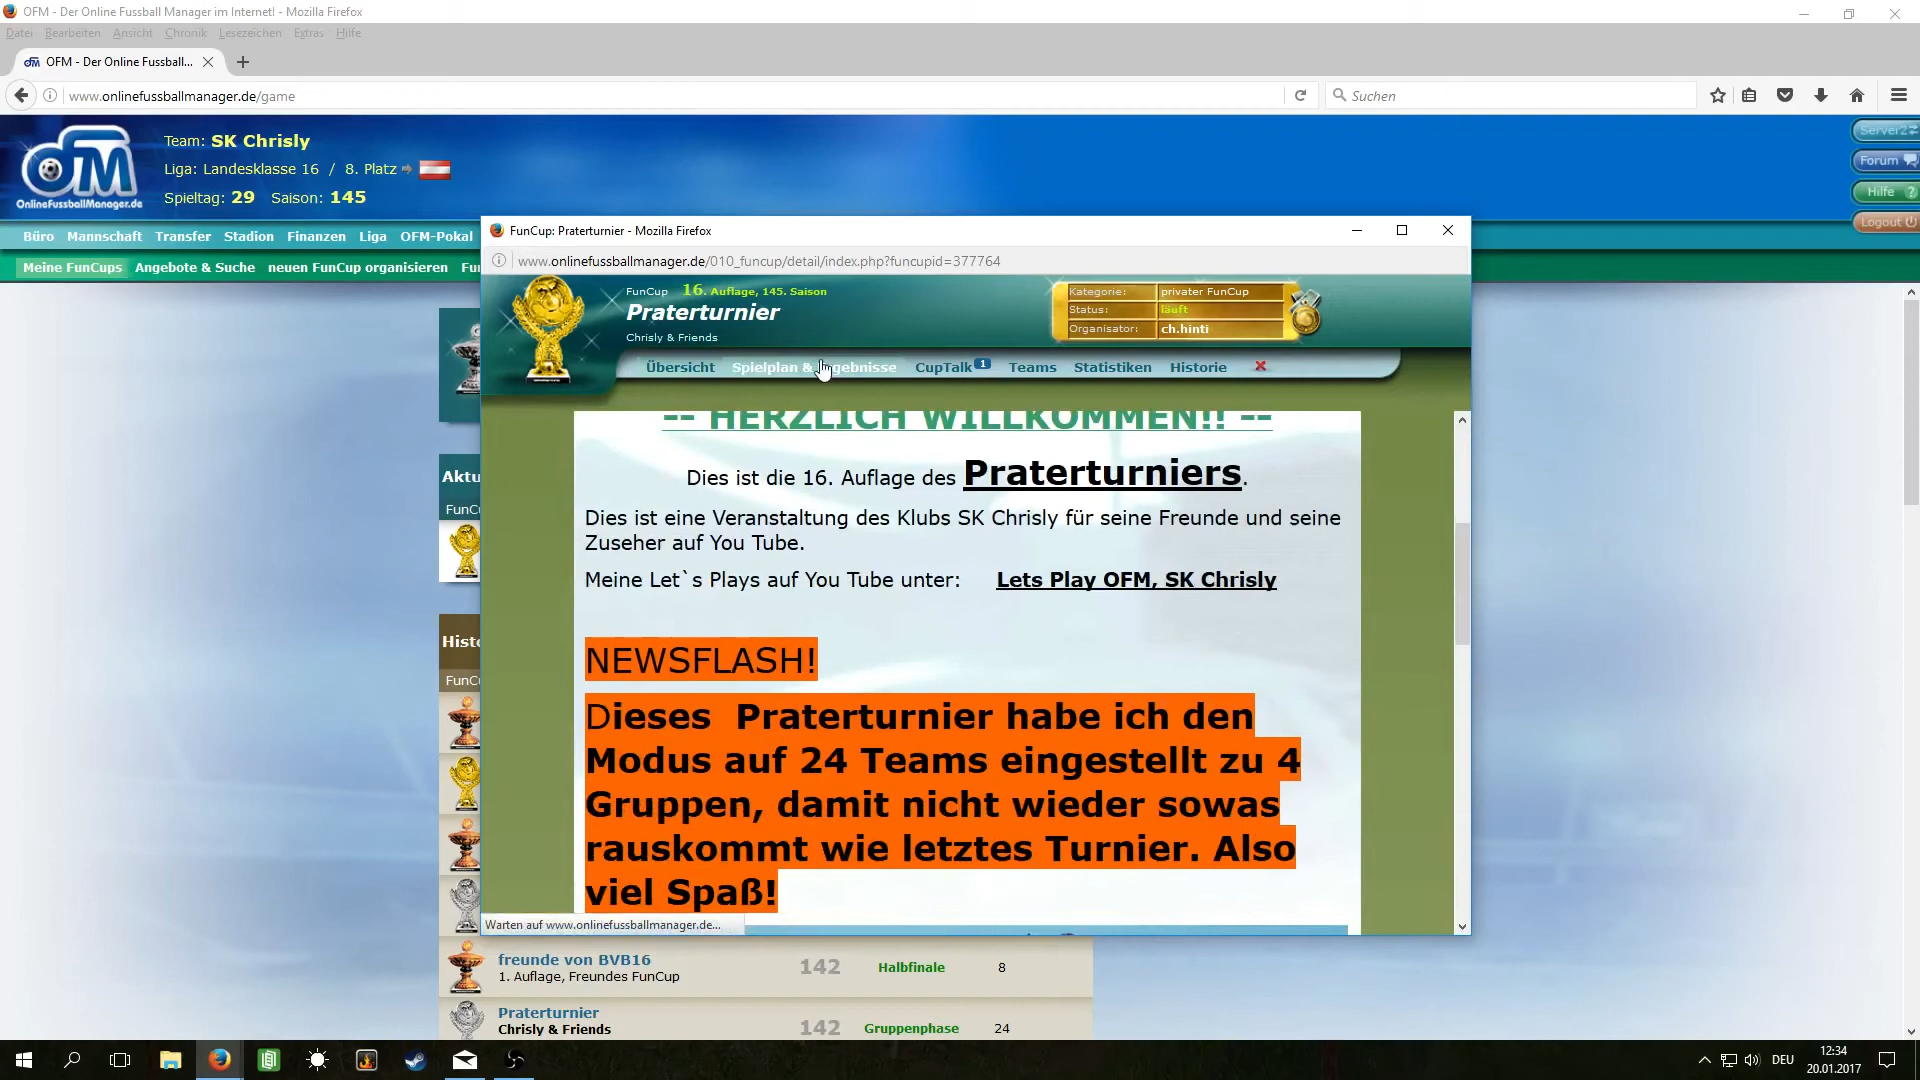 OFM - Der Online Fussball Manager im Internet! - Mozilla Firefox
Datei Bearbeiten Ansicht Chronik Lesezeichen Extras Hilfe
OFM - Der Online Fussball...
www.onlinefussballmanager.de/game
Suchen
OFM
OnlineFussballManager.de
Team: SK Chrisly
Liga: Landesklasse 16 / 8. Platz
Spieltag: 29 Saison: 145
Server2
Forum
Hilfe ?
Logout
Büro Mannschaft Transfer Stadion Finanzen Liga OFM-Pokal
Meine FunCups Angebote & Suche neuen FunCup organisieren
FunCup: Praterturnier - Mozilla Firefox
www.onlinefussballmanager.de/010_funcup/detail/index.php?funcupid=377764
FunCup 16. Auflage, 145. Saison
Praterturnier
Chrisly & Friends
Kategorie: privater FunCup
Status: läuft
Organisator: ch.hinti
Übersicht Spielplan & Ergebnisse CupTalk 1 Teams Statistiken Historie
-- HERZLICH WILLKOMMEN!! --
Dies ist die 16. Auflage des Praterturniers.
Dies ist eine Veranstaltung des Klubs SK Chrisly für seine Freunde und seine
Zuseher auf You Tube.
Meine Let`s Plays auf You Tube unter: Lets Play OFM, SK Chrisly
NEWSFLASH!
Dieses Praterturnier habe ich den
Modus auf 24 Teams eingestellt zu 4
Gruppen, damit nicht wieder sowas
rauskommt wie letztes Turnier. Also
viel Spaß!
Warten auf www.onlinefussballmanager.de...
Aktu
FunCu
Histo
FunCu
freunde von BVB16
1. Auflage, Freundes FunCup
142 Halbfinale 8
Praterturnier
Chrisly & Friends
142 Gruppenphase 24
DEU
12:34
20.01.2017